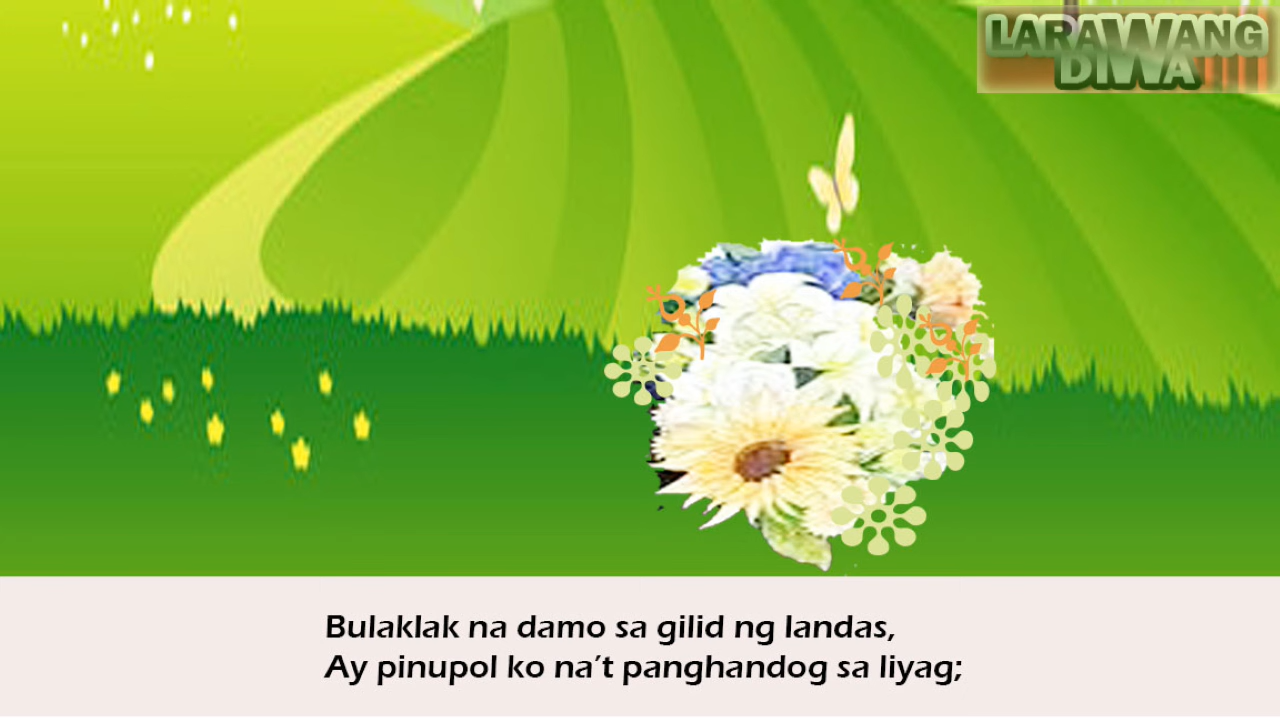 LARAWANG
DIWA
Bulaklak na damo sa gilid ng landas,
Ay pinupol ko na't panghandog sa liyag;